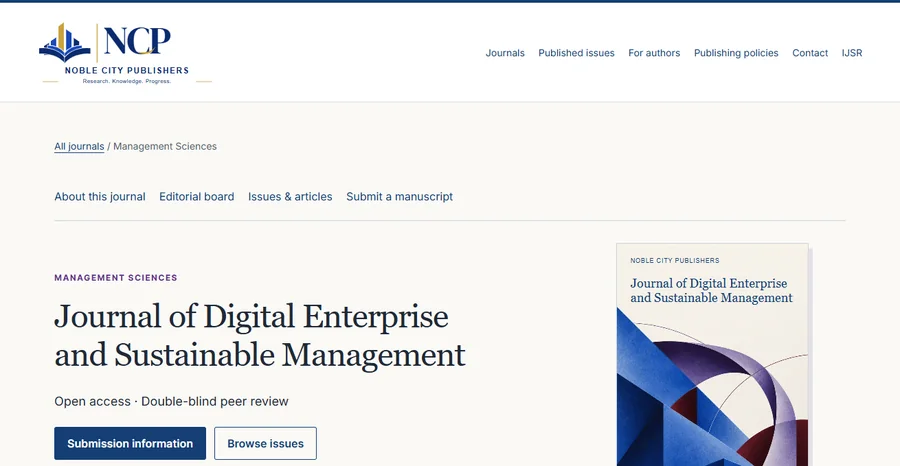 NCP
NOBLE CITY PUBLISHERS
Research. Knowledge. Progress.
Journals Published issues For authors Publishing policies Contact IJSR
All journals / Management Sciences
About this journal Editorial board Issues & articles Submit a manuscript
MANAGEMENT SCIENCES
Journal of Digital Enterprise
and Sustainable Management
Open access · Double-blind peer review
Submission information Browse issues
NOBLE CITY PUBLISHERS
Journal of Digital Enterprise
and Sustainable Management